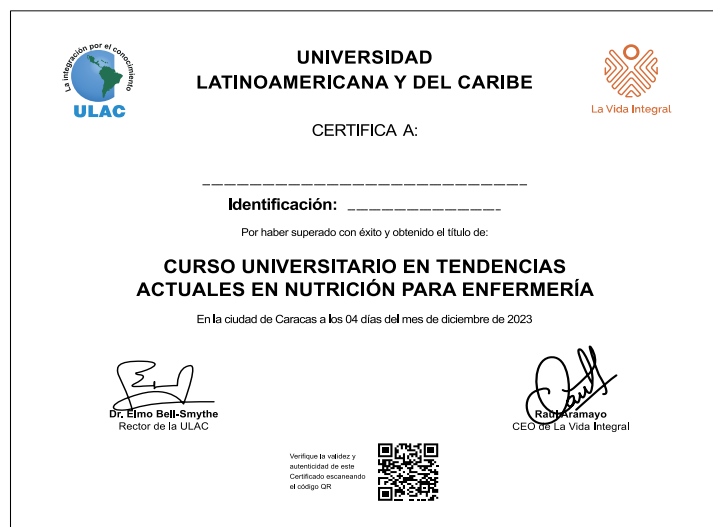 La integración por el conocimiento
ULAC
UNIVERSIDAD
LATINOAMERICANA Y DEL CARIBE
La Vida Integral
CERTIFICA A:
Identificación:
Por haber superado con éxito y obtenido el título de:
CURSO UNIVERSITARIO EN TENDENCIAS
ACTUALES EN NUTRICIÓN PARA ENFERMERÍA
En la ciudad de Caracas a los 04 días del mes de diciembre de 2023
Dr. Elmo Bell-Smythe
Rector de la ULAC
Raúl Aramayo
CEO de La Vida Integral
Verifique la validez y
autenticidad de este
Certificado escaneando
el código QR